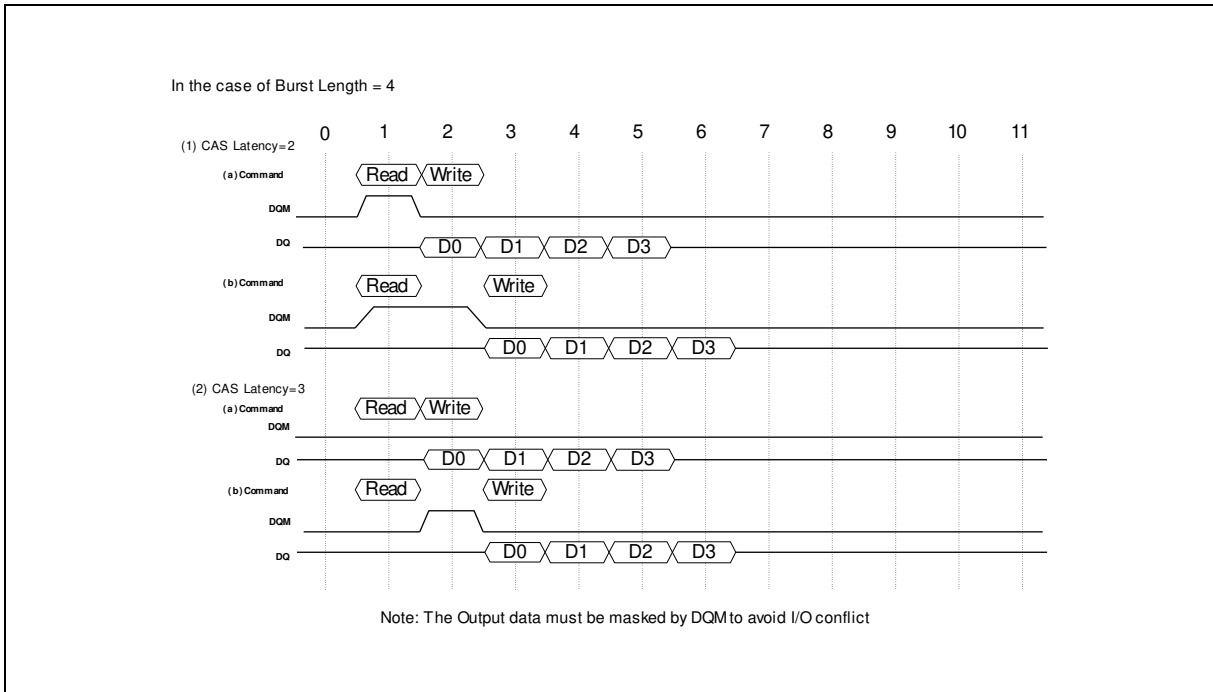 In the case of Burst Length = 4
0 1 2 3 4 5 6 7 8 9 10 11
(1) CAS Latency=2
(a)Command Read Write
DQM
DQ D0 D1 D2 D3
(b)Command Read Write
DQM
DQ D0 D1 D2 D3
(2) CAS Latency=3
(a)Command Read Write
DQM
DQ D0 D1 D2 D3
(b)Command Read Write
DQM
DQ D0 D1 D2 D3
Note: The Output data must be masked by DQM to avoid I/O conflict